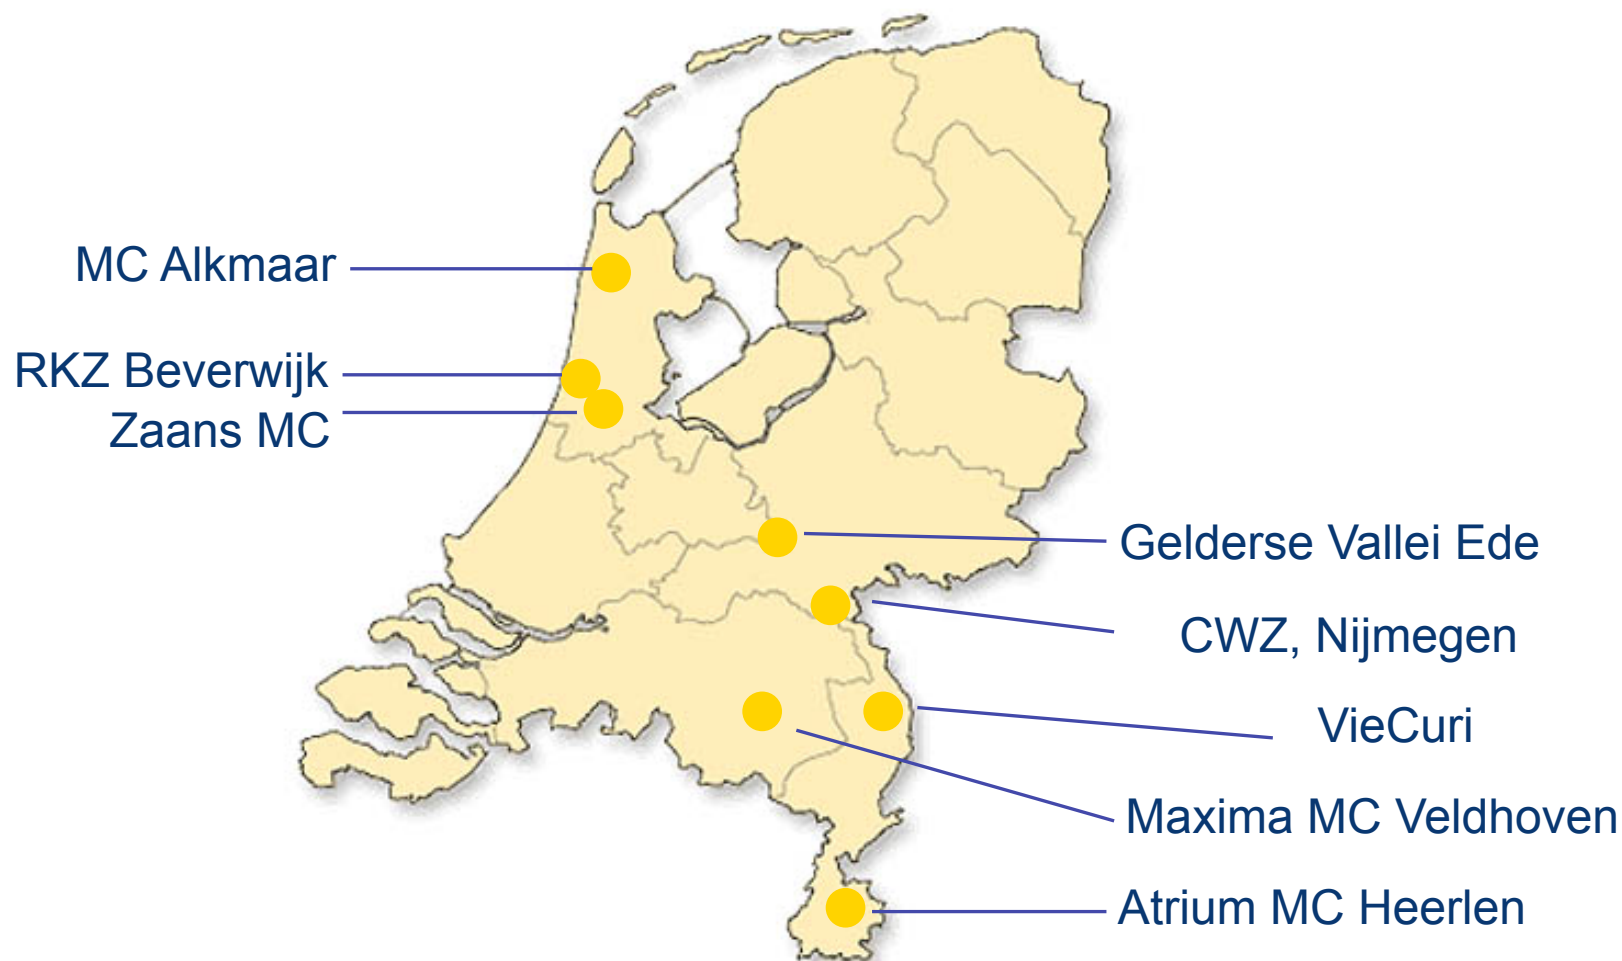 MC Alkmaar
RKZ Beverwijk
Zaans MC
Gelderse Vallei Ede
CWZ, Nijmegen
VieCuri
Maxima MC Veldhoven
Atrium MC Heerlen